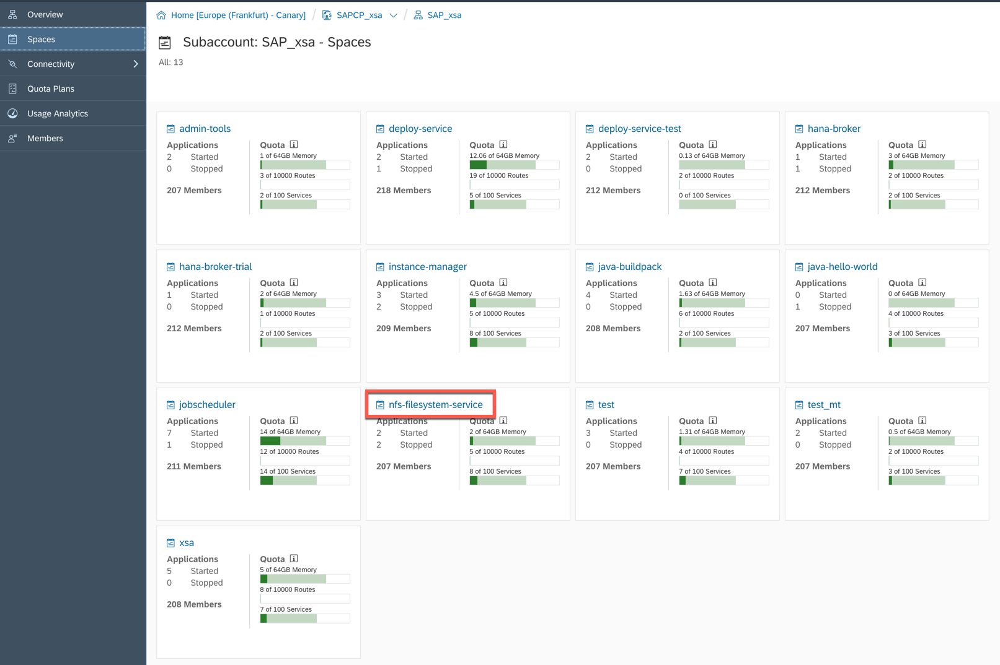 Overview
Spaces
Connectivity
Quota Plans
Usage Analytics
Members
Home [Europe (Frankfurt) - Canary] / SAPCP_xsa / SAP_xsa
Subaccount: SAP_xsa - Spaces
All: 13
admin-tools
Applications
2 Started
0 Stopped
207 Members
Quota
1 of 64GB Memory
3 of 10000 Routes
2 of 100 Services
deploy-service
Applications
2 Started
1 Stopped
218 Members
Quota
12.06 of 64GB Memory
19 of 10000 Routes
5 of 100 Services
deploy-service-test
Applications
2 Started
0 Stopped
212 Members
Quota
0.13 of 64GB Memory
2 of 10000 Routes
0 of 100 Services
hana-broker
Applications
1 Started
1 Stopped
212 Members
Quota
3 of 64GB Memory
2 of 10000 Routes
2 of 100 Services
hana-broker-trial
Applications
1 Started
0 Stopped
212 Members
Quota
2 of 64GB Memory
1 of 10000 Routes
2 of 100 Services
instance-manager
Applications
3 Started
2 Stopped
209 Members
Quota
4.5 of 64GB Memory
5 of 10000 Routes
8 of 100 Services
java-buildpack
Applications
4 Started
0 Stopped
208 Members
Quota
1.63 of 64GB Memory
6 of 10000 Routes
2 of 100 Services
java-hello-world
Applications
0 Started
1 Stopped
207 Members
Quota
0 of 64GB Memory
4 of 10000 Routes
3 of 100 Services
jobscheduler
Applications
7 Started
1 Stopped
211 Members
Quota
14 of 64GB Memory
12 of 10000 Routes
14 of 100 Services
nfs-filesystem-service
Applications
2 Started
2 Stopped
207 Members
Quota
2 of 64GB Memory
5 of 10000 Routes
8 of 100 Services
test
Applications
3 Started
0 Stopped
207 Members
Quota
1.31 of 64GB Memory
4 of 10000 Routes
7 of 100 Services
test_mt
Applications
2 Started
0 Stopped
207 Members
Quota
0.5 of 64GB Memory
2 of 10000 Routes
3 of 100 Services
xsa
Applications
5 Started
0 Stopped
208 Members
Quota
5 of 64GB Memory
8 of 10000 Routes
7 of 100 Services